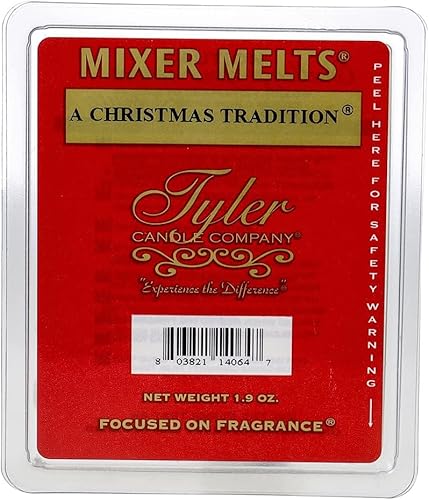 MIXER MELTS®
A CHRISTMAS TRADITION®
Tyler
CANDLE COMPANY®
"Experience the Difference®"
8 03821 14064 7
NET WEIGHT 1.9 OZ.
FOCUSED ON FRAGRANCE®
PEEL HERE FOR SAFETY WARNING